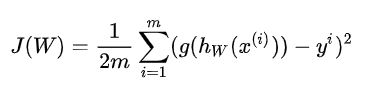 J(W) = \frac{1}{2m} \sum_{i=1}^{m} (g(h_W(x^{(i)})) - y^i)^2